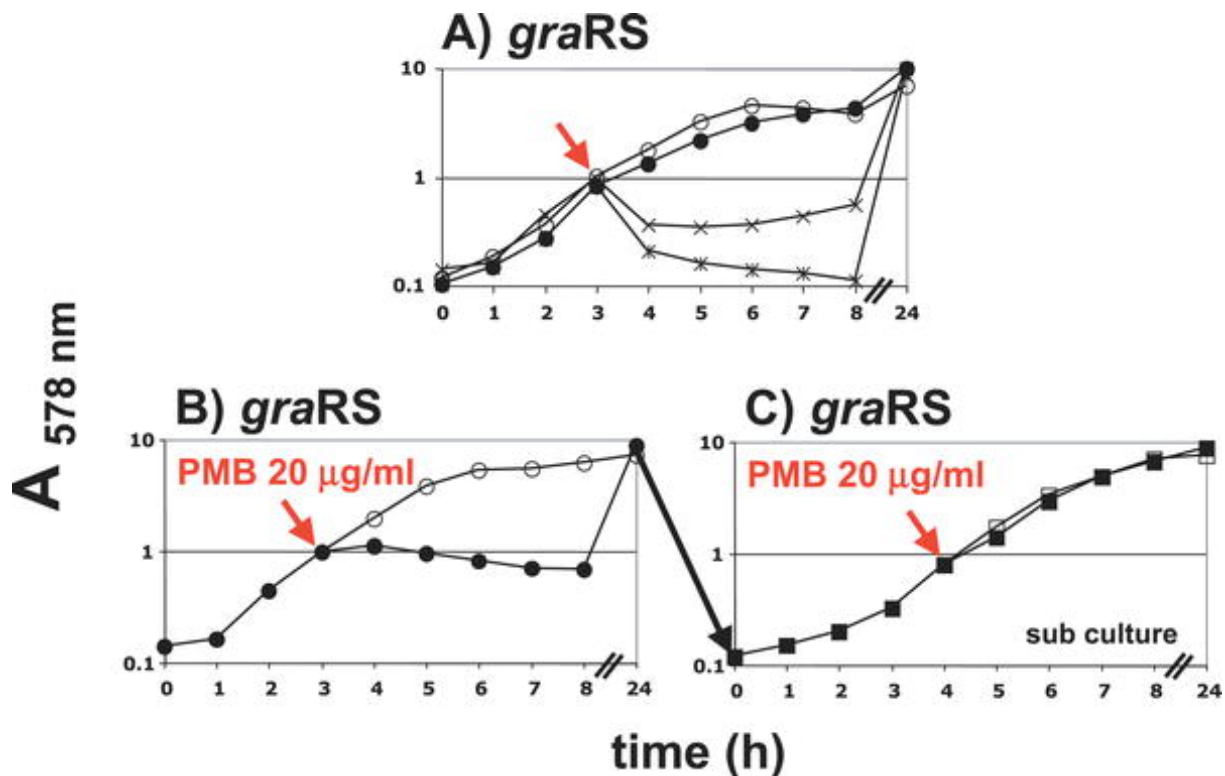 A) graRS
10
1
0.1
0 1 2 3 4 5 6 7 8 // 24
A 578 nm
B) graRS
10
PMB 20 µg/ml
1
0.1
0 1 2 3 4 5 6 7 8 // 24
C) graRS
10
PMB 20 µg/ml
1
sub culture
0.1
0 1 2 3 4 5 6 7 8 // 24
time (h)